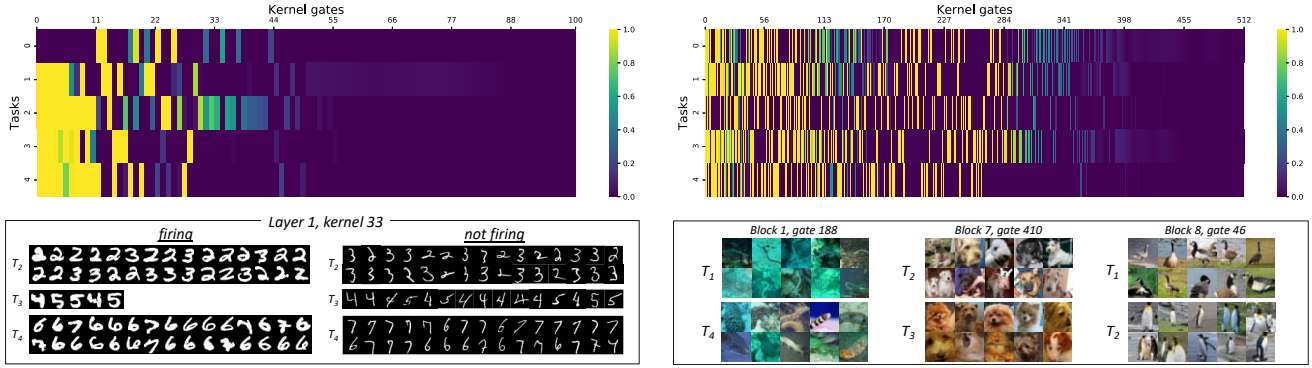 Kernel gates
0 11 22 33 44 55 66 77 88 100
Tasks
0
1
2
3
4
1.0
0.8
0.6
0.4
0.2
0.0
Layer 1, kernel 33
firing
not firing
T2
T3
T4
T2
T3
T4
Kernel gates
0 56 113 170 227 284 341 398 455 512
Tasks
0
1
2
3
4
1.0
0.8
0.6
0.4
0.2
0.0
Block 1, gate 188
T1
T4
Block 7, gate 410
T2
T3
Block 8, gate 46
T1
T2